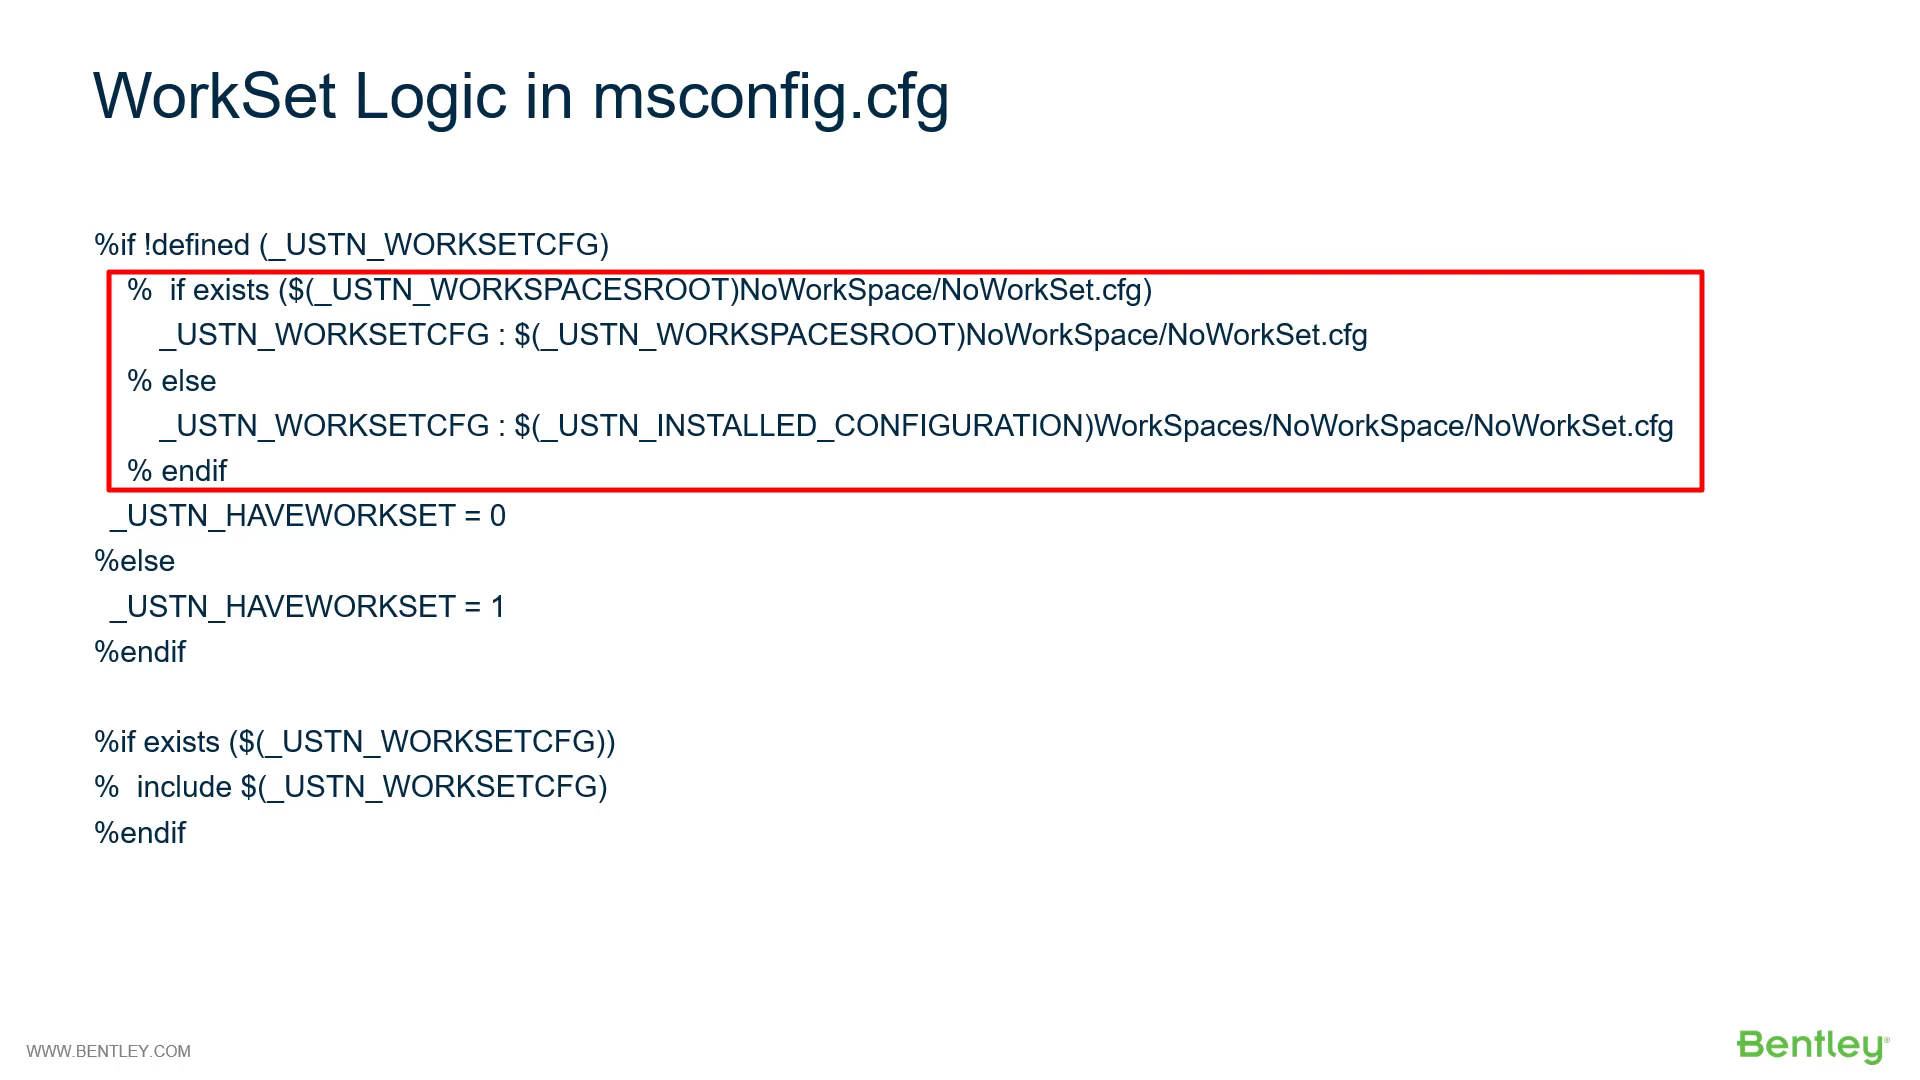 WorkSet Logic in msconfig.cfg
%if !defined (_USTN_WORKSETCFG)
%  if exists ($(_USTN_WORKSPACESROOT)NoWorkSpace/NoWorkSet.cfg)
_USTN_WORKSETCFG : $(_USTN_WORKSPACESROOT)NoWorkSpace/NoWorkSet.cfg
% else
_USTN_WORKSETCFG : $(_USTN_INSTALLED_CONFIGURATION)WorkSpaces/NoWorkSpace/NoWorkSet.cfg
% endif
_USTN_HAVEWORKSET = 0
%else
_USTN_HAVEWORKSET = 1
%endif
%if exists ($(_USTN_WORKSETCFG))
%  include $(_USTN_WORKSETCFG)
%endif
WWW.BENTLEY.COM
Bentley®